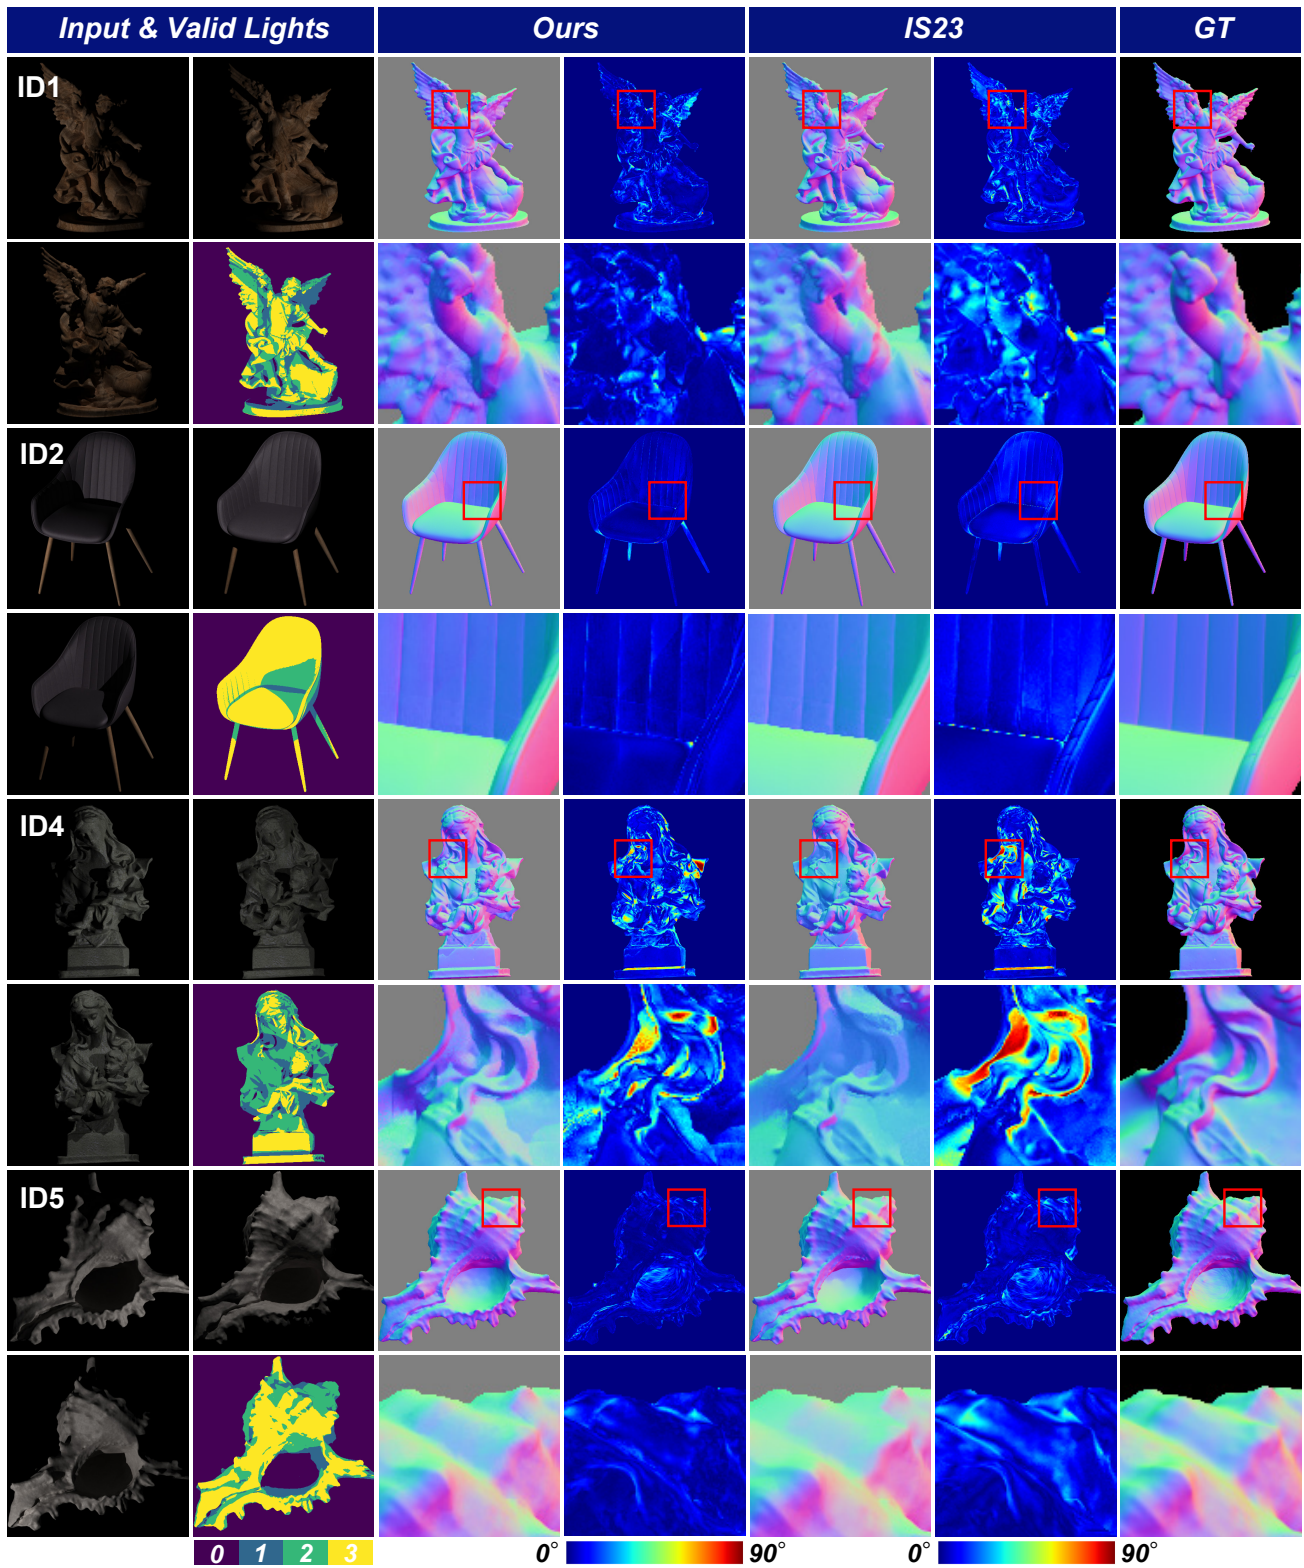 Input & Valid Lights Ours IS23 GT
ID1
ID2
ID4
ID5
0 1 2 3 0° 90° 0° 90°